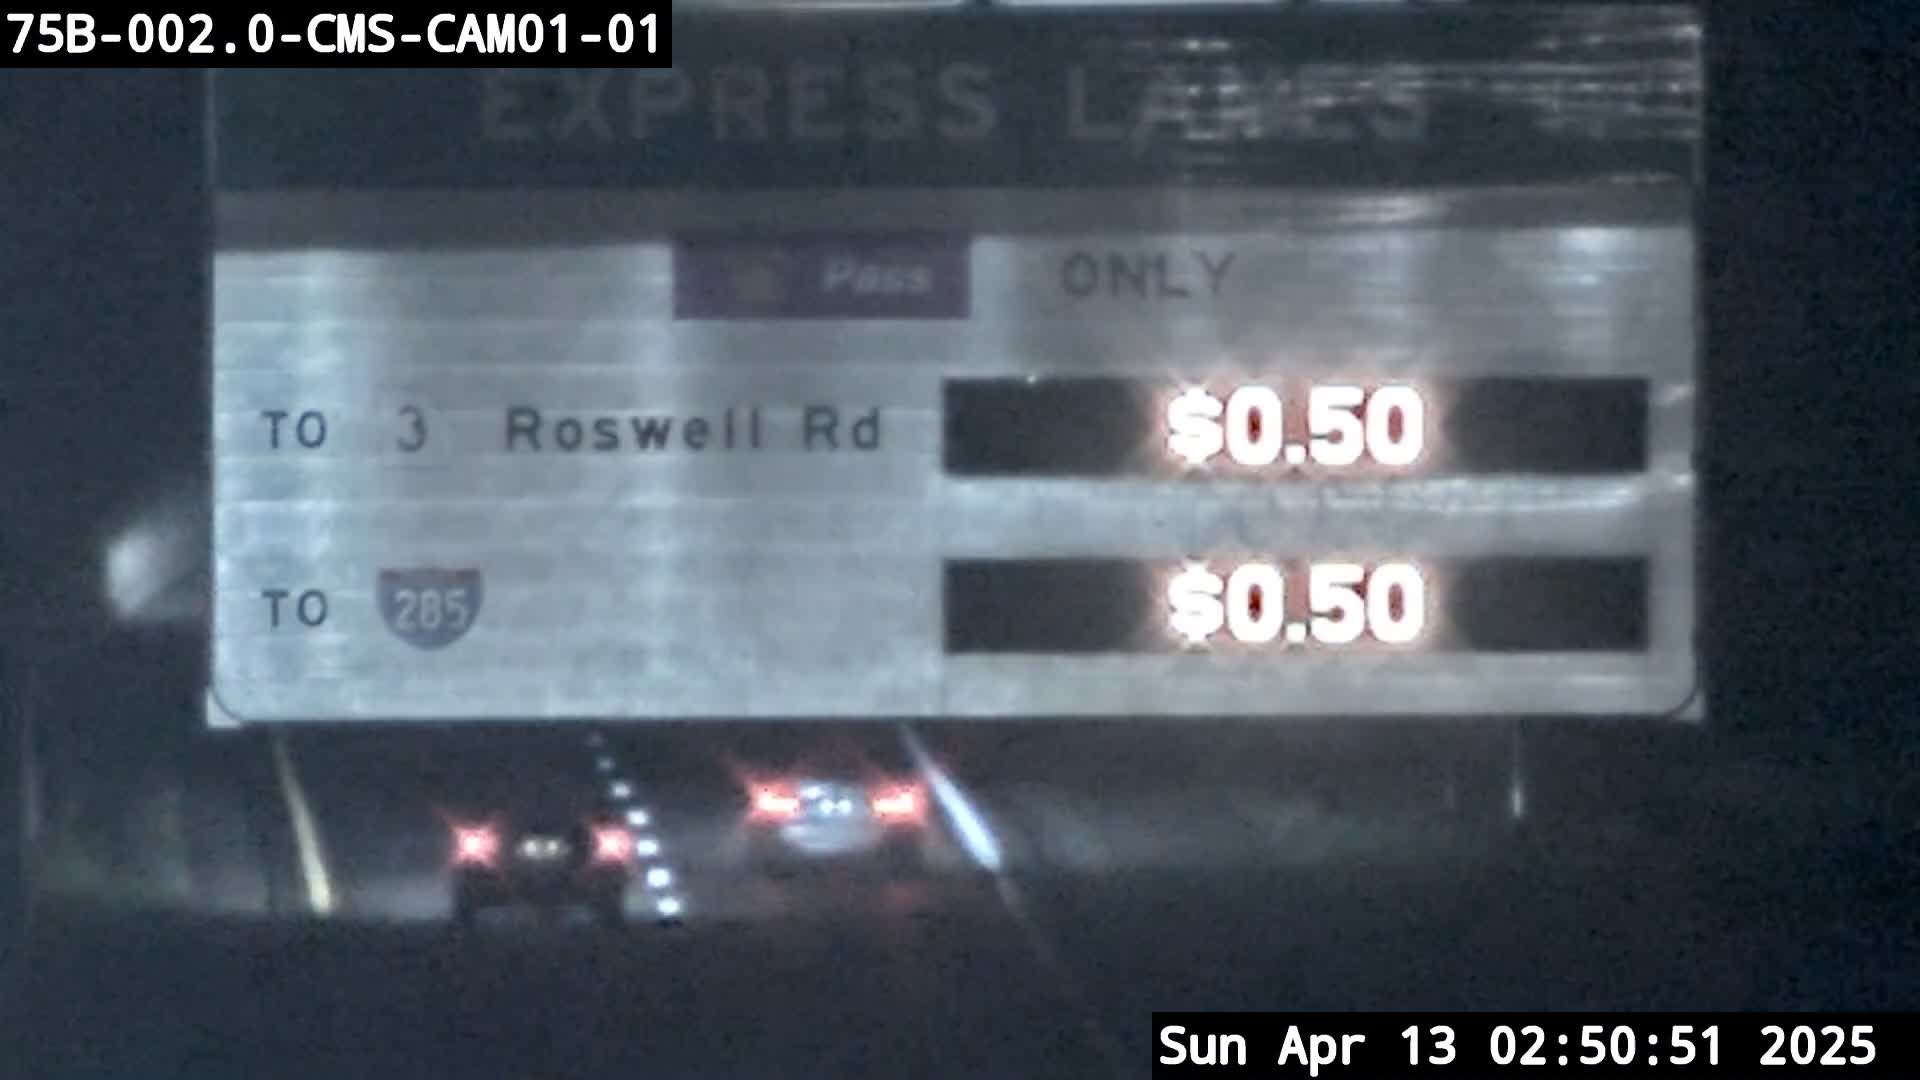 75B-002.0-CMS-CAM01-01
EXPRESS LANES
Pass ONLY
TO 3 Roswell Rd $0.50
TO 285 $0.50
Sun Apr 13 02:50:51 2025